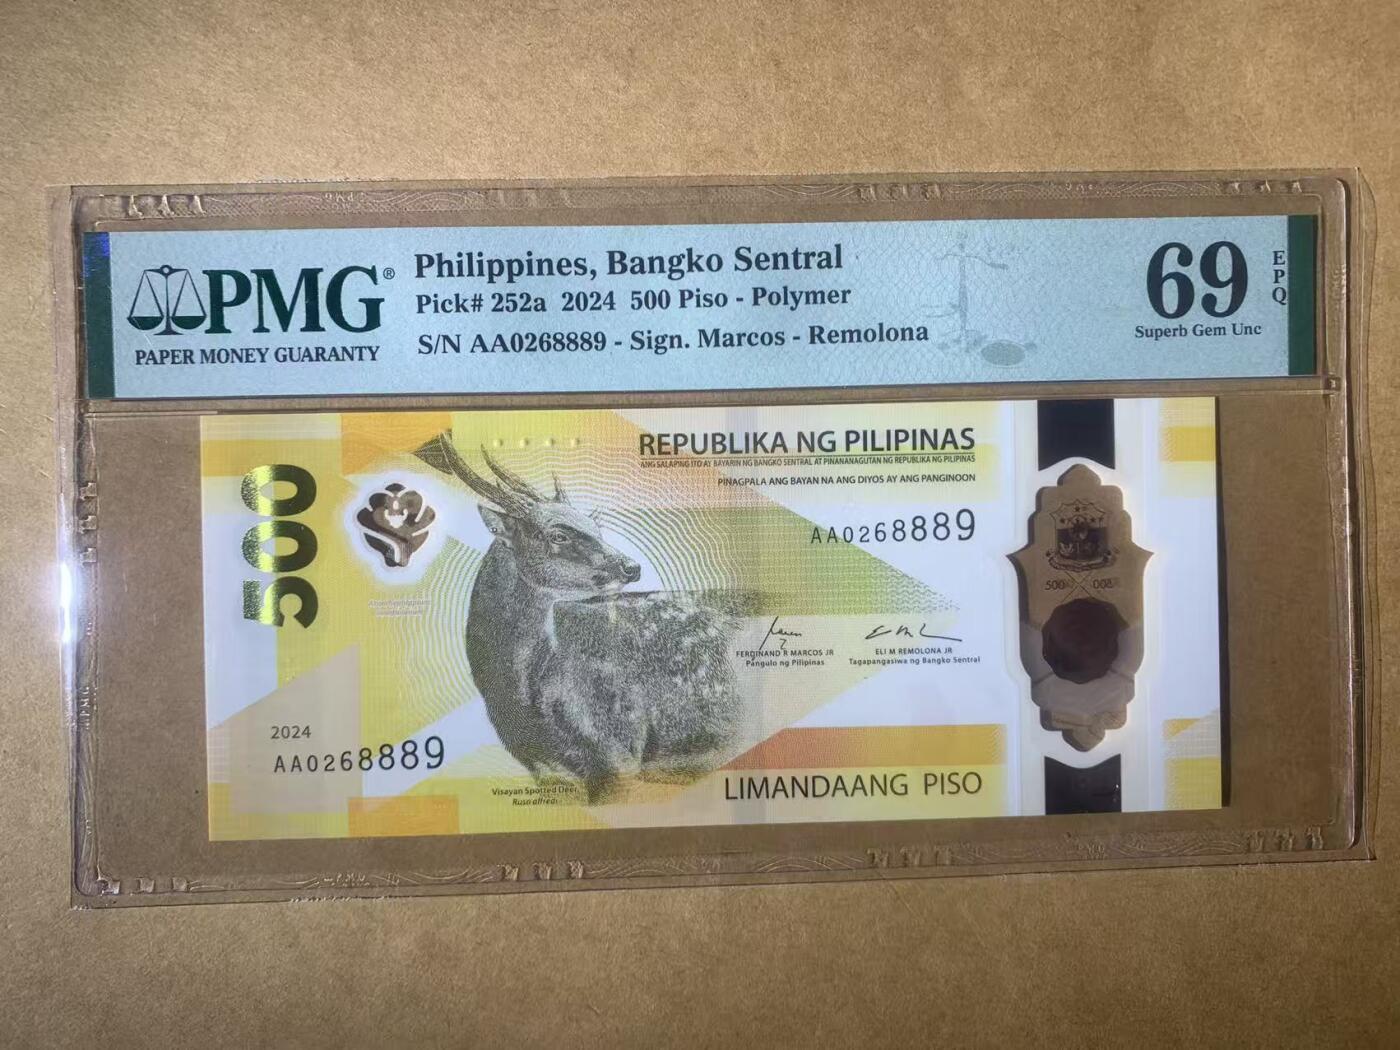 PMG®
PAPER MONEY GUARANTY
Philippines, Bangko Sentral
Pick# 252a 2024 500 Piso - Polymer
S/N AA0268889 - Sign. Marcos - Remolona
69
EPQ
Superb Gem Unc
500
REPUBLIKA NG PILIPINAS
ANG SALAPING ITO AY BAYARIN NG BANGKO SENTRAL AT PINANANAGUTAN NG REPUBLIKA NG PILIPINAS
PINAGPALA ANG BAYAN NA ANG DIYOS AY ANG PANGINOON
AA0268889
500
500
FERDINAND R MARCOS JR
Pangulo ng Pilipinas
ELI M REMOLONA JR
Tagapangasiwa ng Bangko Sentral
2024
AA0268889
Visayan Spotted Deer
Rusa alfredi
LIMANDAANG PISO